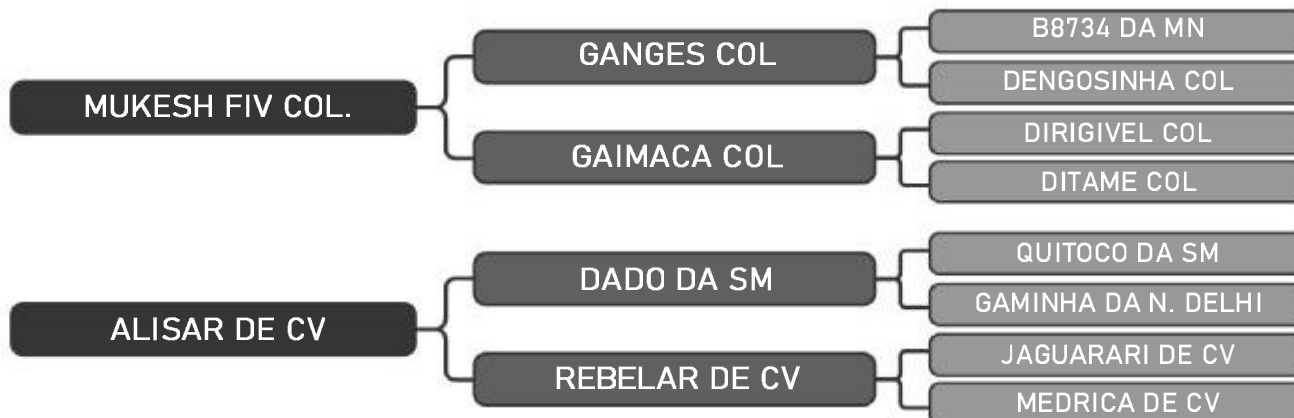 MUKESH FIV COL.
GANGES COL
B8734 DA MN
DENGOSINHA COL
GAIMACA COL
DIRIGIVEL COL
DITAME COL
ALISAR DE CV
DADO DA SM
QUITOCO DA SM
GAMINHA DA N. DELHI
REBELAR DE CV
JAGUARARI DE CV
MEDRICA DE CV